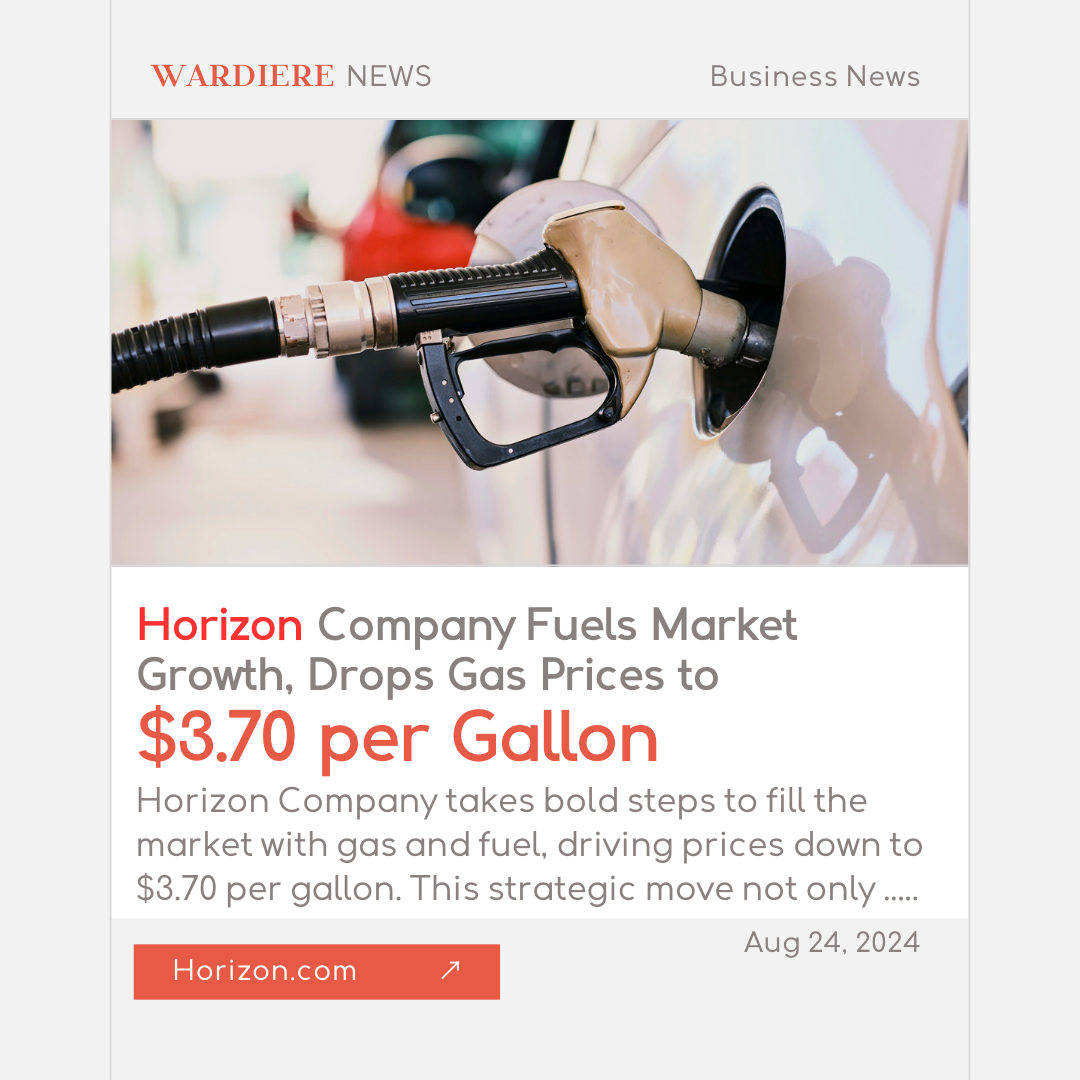 WARDIERE NEWS
Business News
Horizon Company Fuels Market
Growth, Drops Gas Prices to
$3.70 per Gallon
Horizon Company takes bold steps to fill the
market with gas and fuel, driving prices down to
$3.70 per gallon. This strategic move not only .....
Aug 24, 2024
Horizon.com